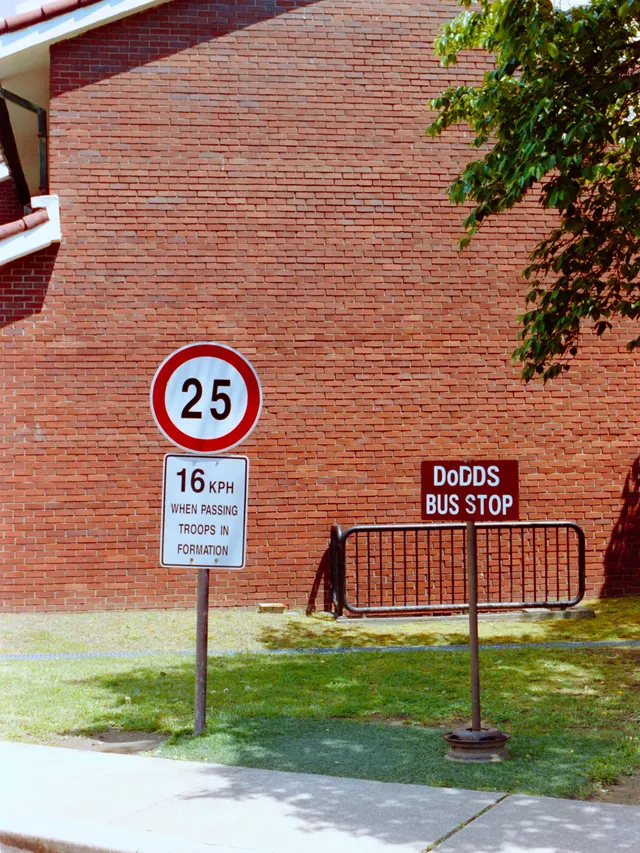 25
16 KPH
WHEN PASSING
TROOPS IN
FORMATION
DoDDS
BUS STOP